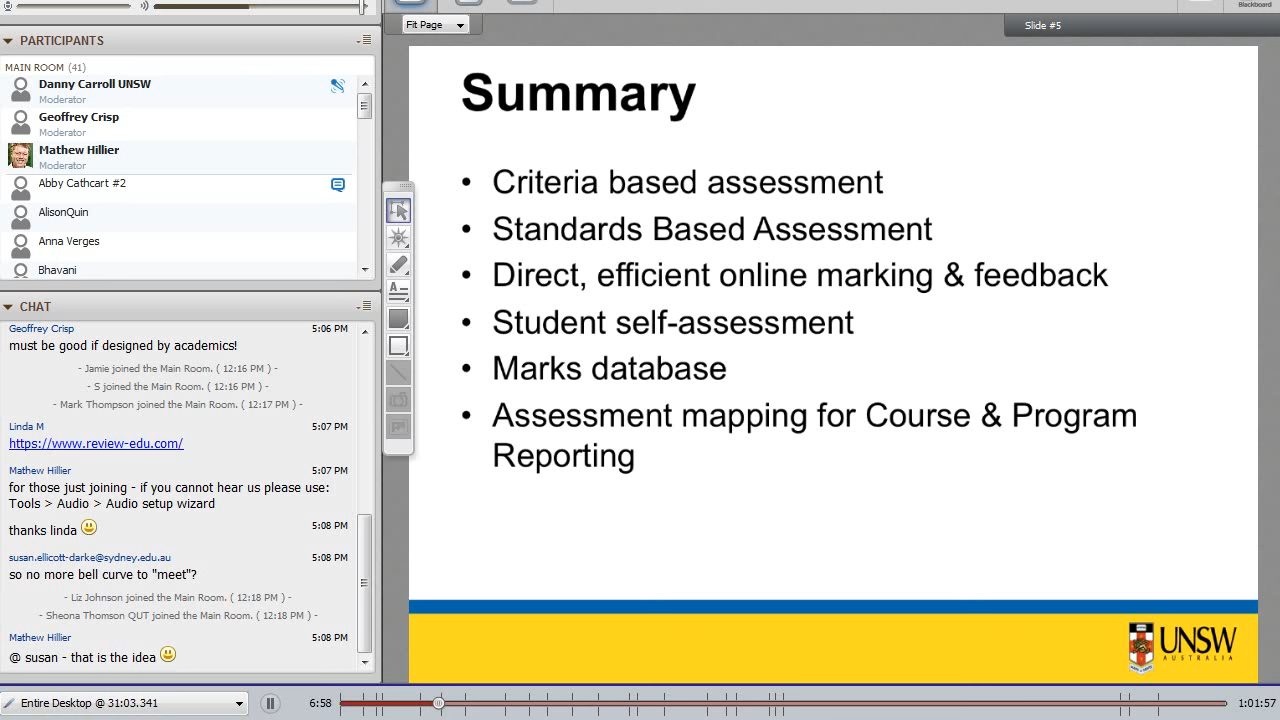 Blackboard
Fit Page
Slide #5
PARTICIPANTS
MAIN ROOM (41)
Danny Carroll UNSW
Moderator
Geoffrey Crisp
Moderator
Mathew Hillier
Moderator
Abby Cathcart #2
AlisonQuin
Anna Verges
Bhavani
CHAT
Geoffrey Crisp 5:06 PM
must be good if designed by academics!
- Jamie joined the Main Room. ( 12:16 PM ) -
- S joined the Main Room. ( 12:16 PM ) -
- Mark Thompson joined the Main Room. ( 12:17 PM ) -
Linda M 5:07 PM
https://www.review-edu.com/
Mathew Hillier 5:07 PM
for those just joining - if you cannot hear us please use:
Tools > Audio > Audio setup wizard
5:08 PM
thanks linda
susan.ellicott-darke@sydney.edu.au 5:08 PM
so no more bell curve to "meet"?
- Liz Johnson joined the Main Room. ( 12:18 PM ) -
- Sheona Thomson QUT joined the Main Room. ( 12:18 PM ) -
Mathew Hillier 5:08 PM
@ susan - that is the idea
Summary
• Criteria based assessment
• Standards Based Assessment
• Direct, efficient online marking & feedback
• Student self-assessment
• Marks database
• Assessment mapping for Course & Program
Reporting
UNSW
AUSTRALIA
Entire Desktop @ 31:03.341
6:58
1:01:57